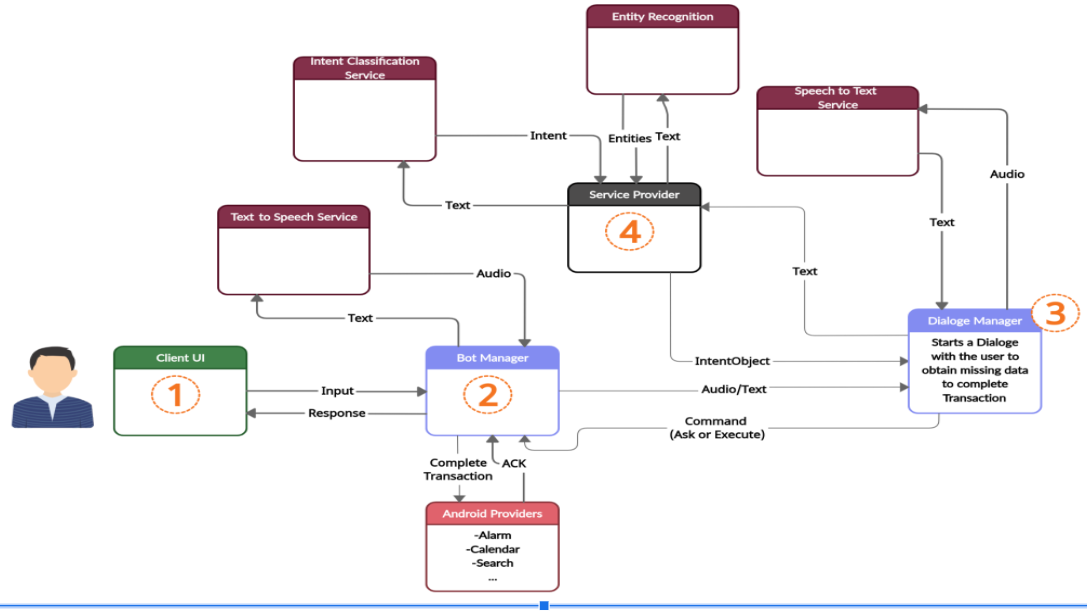 Entity Recognition
Intent Classification
Service
Speech to Text
Service
Intent
Entities
Text
Audio
Service Provider
4
Text
Text to Speech Service
Text
Audio
Text
Text
3
Dialoge Manager
Starts a Dialoge
with the user to
obtain missing data
to complete
Transaction
Client UI
1
Bot Manager
2
Input
Response
IntentObject
Audio/Text
Command
(Ask or Execute)
Complete
Transaction
ACK
Android Providers
-Alarm
-Calendar
-Search
...